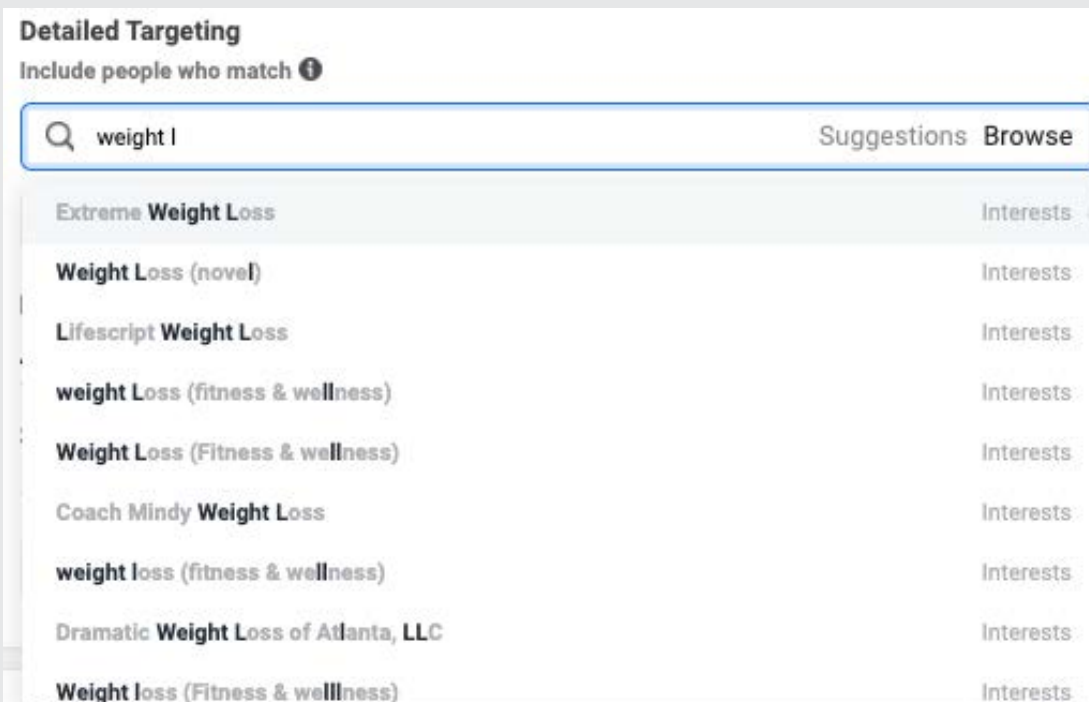 Detailed Targeting
Include people who match
weight l Suggestions Browse
Extreme Weight Loss Interests
Weight Loss (novel) Interests
Lifescript Weight Loss Interests
weight Loss (fitness & wellness) Interests
Weight Loss (Fitness & wellness) Interests
Coach Mindy Weight Loss Interests
weight loss (fitness & wellness) Interests
Dramatic Weight Loss of Atlanta, LLC Interests
Weight loss (Fitness & welllness) Interests